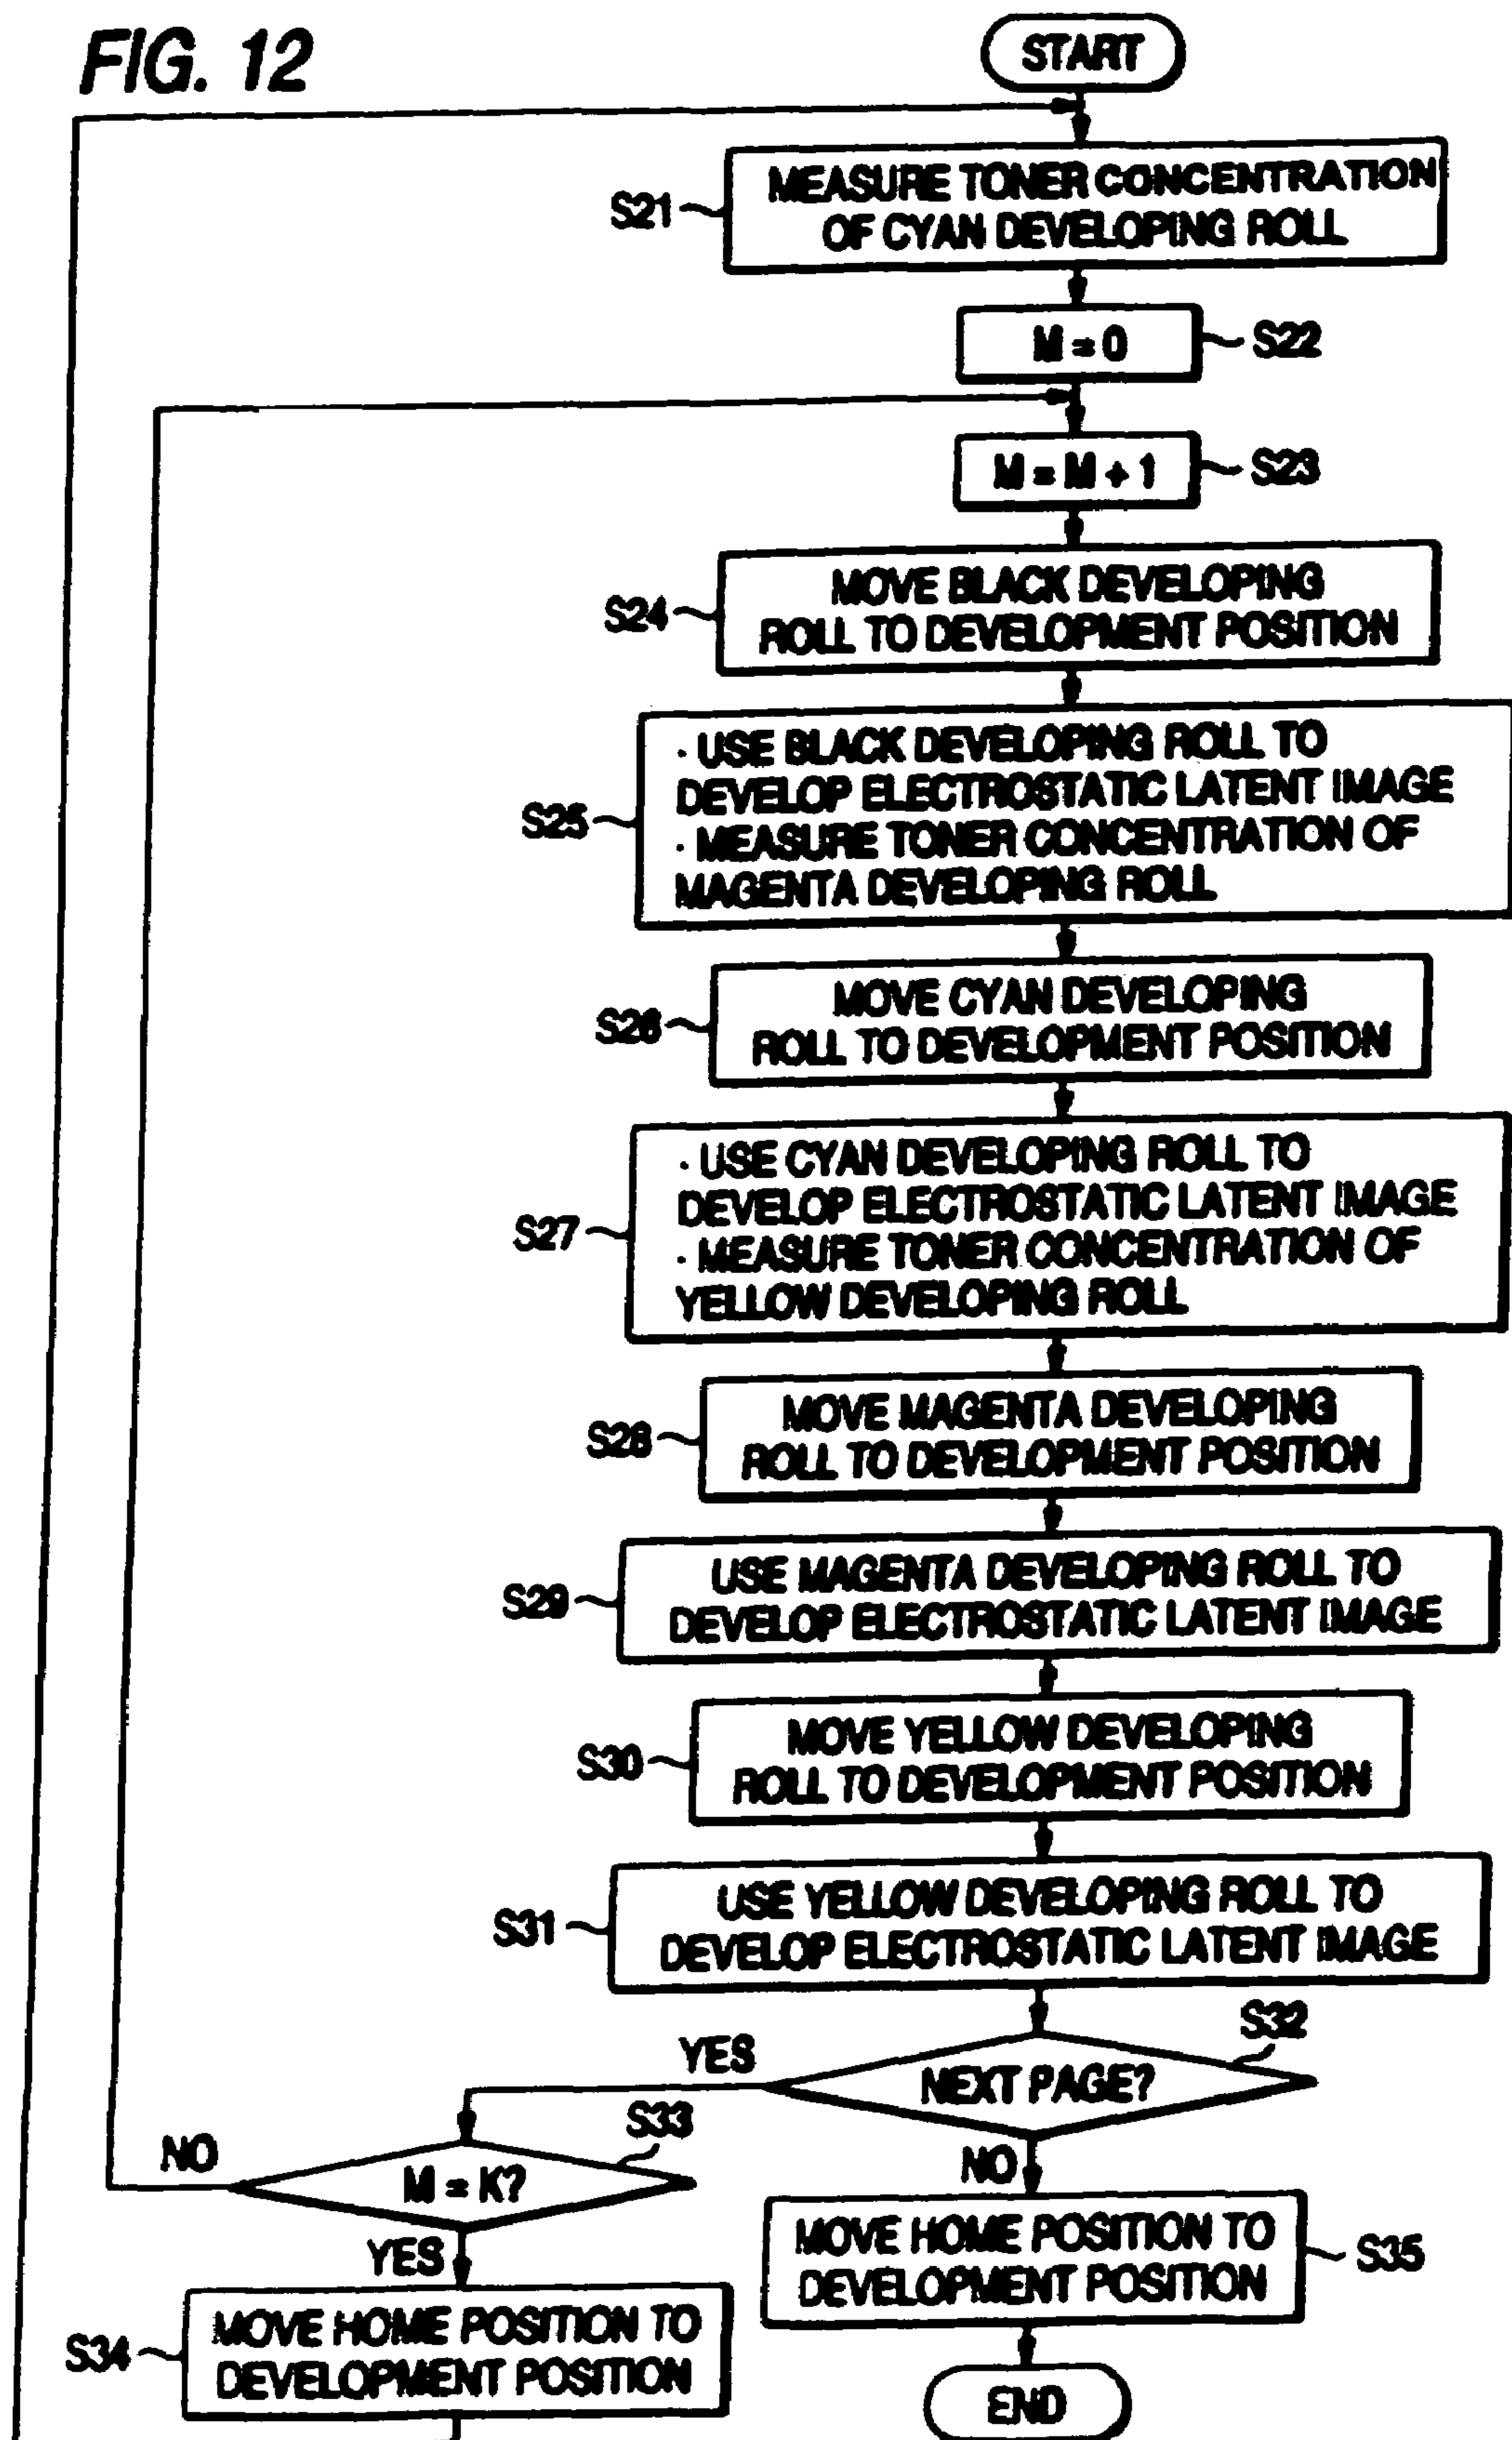 FIG. 12
START
S21
MEASURE TONER CONCENTRATION
OF CYAN DEVELOPING ROLL
M = 0
S22
M = M + 1
S23
S24
MOVE BLACK DEVELOPING
ROLL TO DEVELOPMENT POSITION
S25
· USE BLACK DEVELOPING ROLL TO
DEVELOP ELECTROSTATIC LATENT IMAGE
· MEASURE TONER CONCENTRATION OF
MAGENTA DEVELOPING ROLL
S26
MOVE CYAN DEVELOPING
ROLL TO DEVELOPMENT POSITION
S27
· USE CYAN DEVELOPING ROLL TO
DEVELOP ELECTROSTATIC LATENT IMAGE
· MEASURE TONER CONCENTRATION OF
YELLOW DEVELOPING ROLL
S28
MOVE MAGENTA DEVELOPING
ROLL TO DEVELOPMENT POSITION
S29
USE MAGENTA DEVELOPING ROLL TO
DEVELOP ELECTROSTATIC LATENT IMAGE
S30
MOVE YELLOW DEVELOPING
ROLL TO DEVELOPMENT POSITION
S31
USE YELLOW DEVELOPING ROLL TO
DEVELOP ELECTROSTATIC LATENT IMAGE
S32
NEXT PAGE?
YES
NO
S33
M = K?
NO
YES
S34
MOVE HOME POSITION TO
DEVELOPMENT POSITION
MOVE HOME POSITION TO
DEVELOPMENT POSITION
S35
END